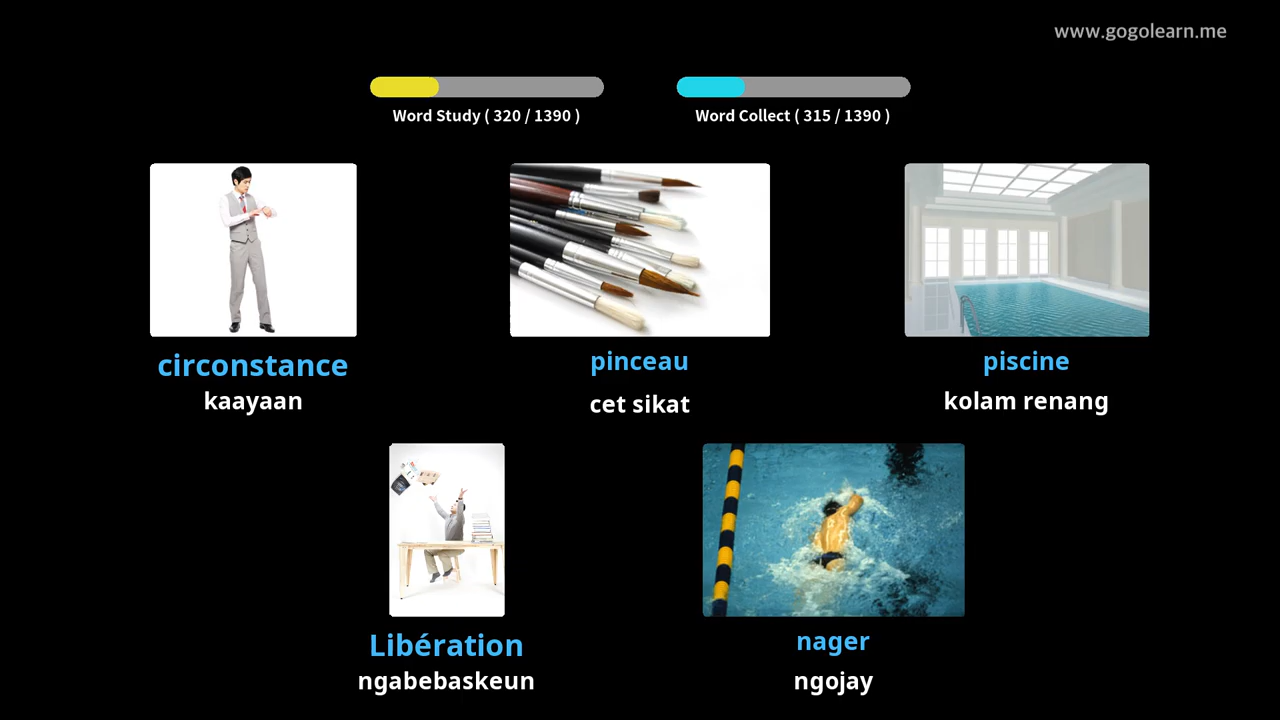 www.gogolearn.me
Word Study ( 320 / 1390 )
Word Collect ( 315 / 1390 )
circonstance
kaayaan
pinceau
cet sikat
piscine
kolam renang
Libération
ngabebaskeun
nager
ngojay